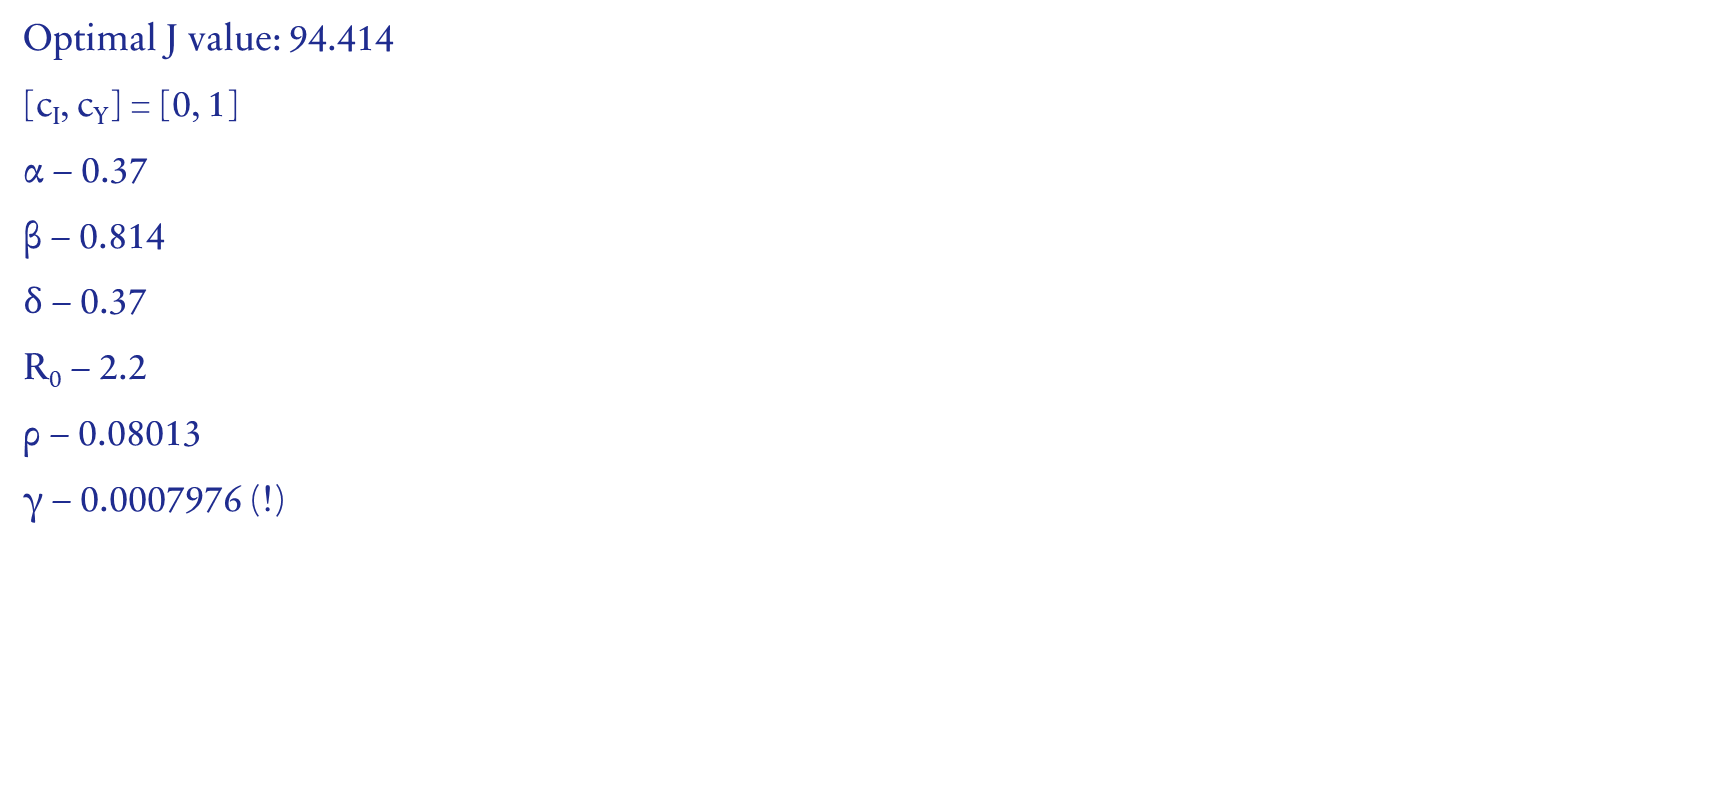 Optimal J value: 94.414
[c_I, c_Y] = [0, 1]
α – 0.37
β – 0.814
δ – 0.37
R_0 – 2.2
ρ – 0.08013
γ – 0.0007976 (!)